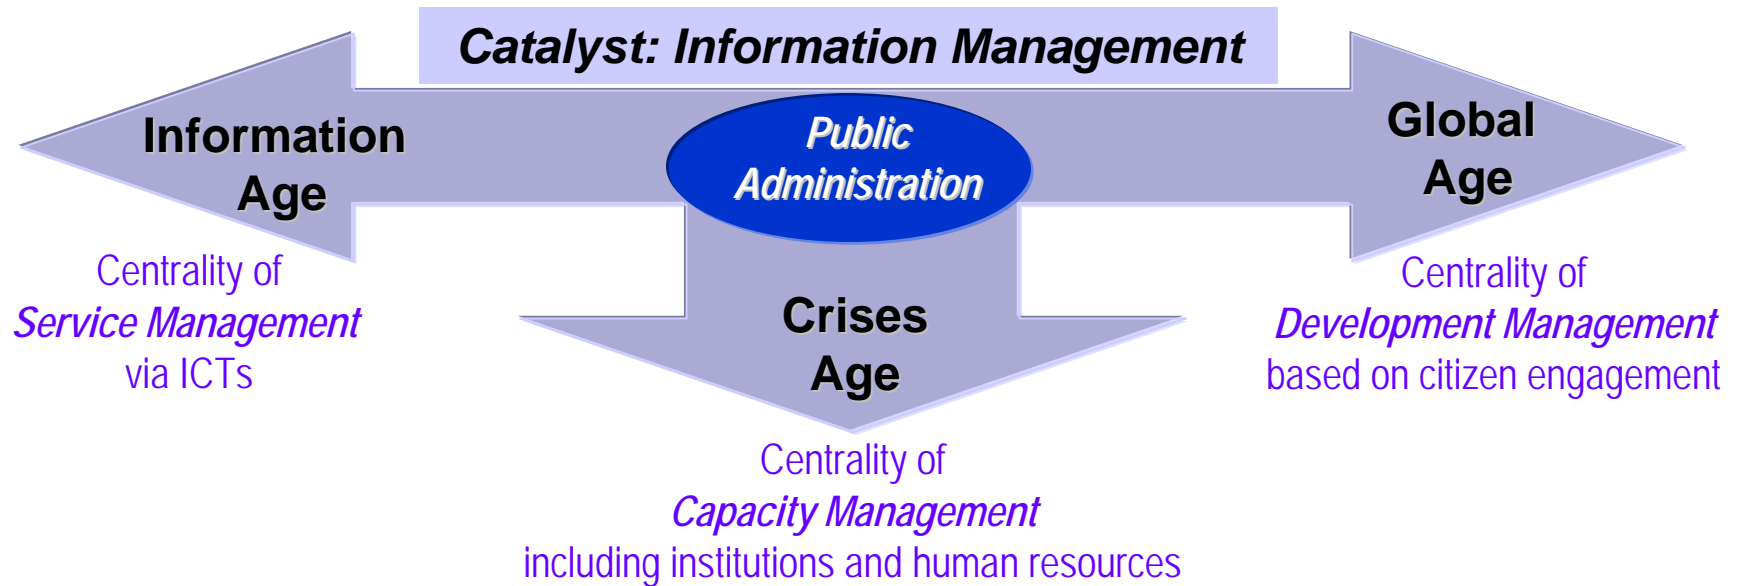 Catalyst: Information Management
Public
Administration
Information
Age
Global
Age
Crises
Age
Centrality of
Service Management
via ICTs
Centrality of
Development Management
based on citizen engagement
Centrality of
Capacity Management
including institutions and human resources